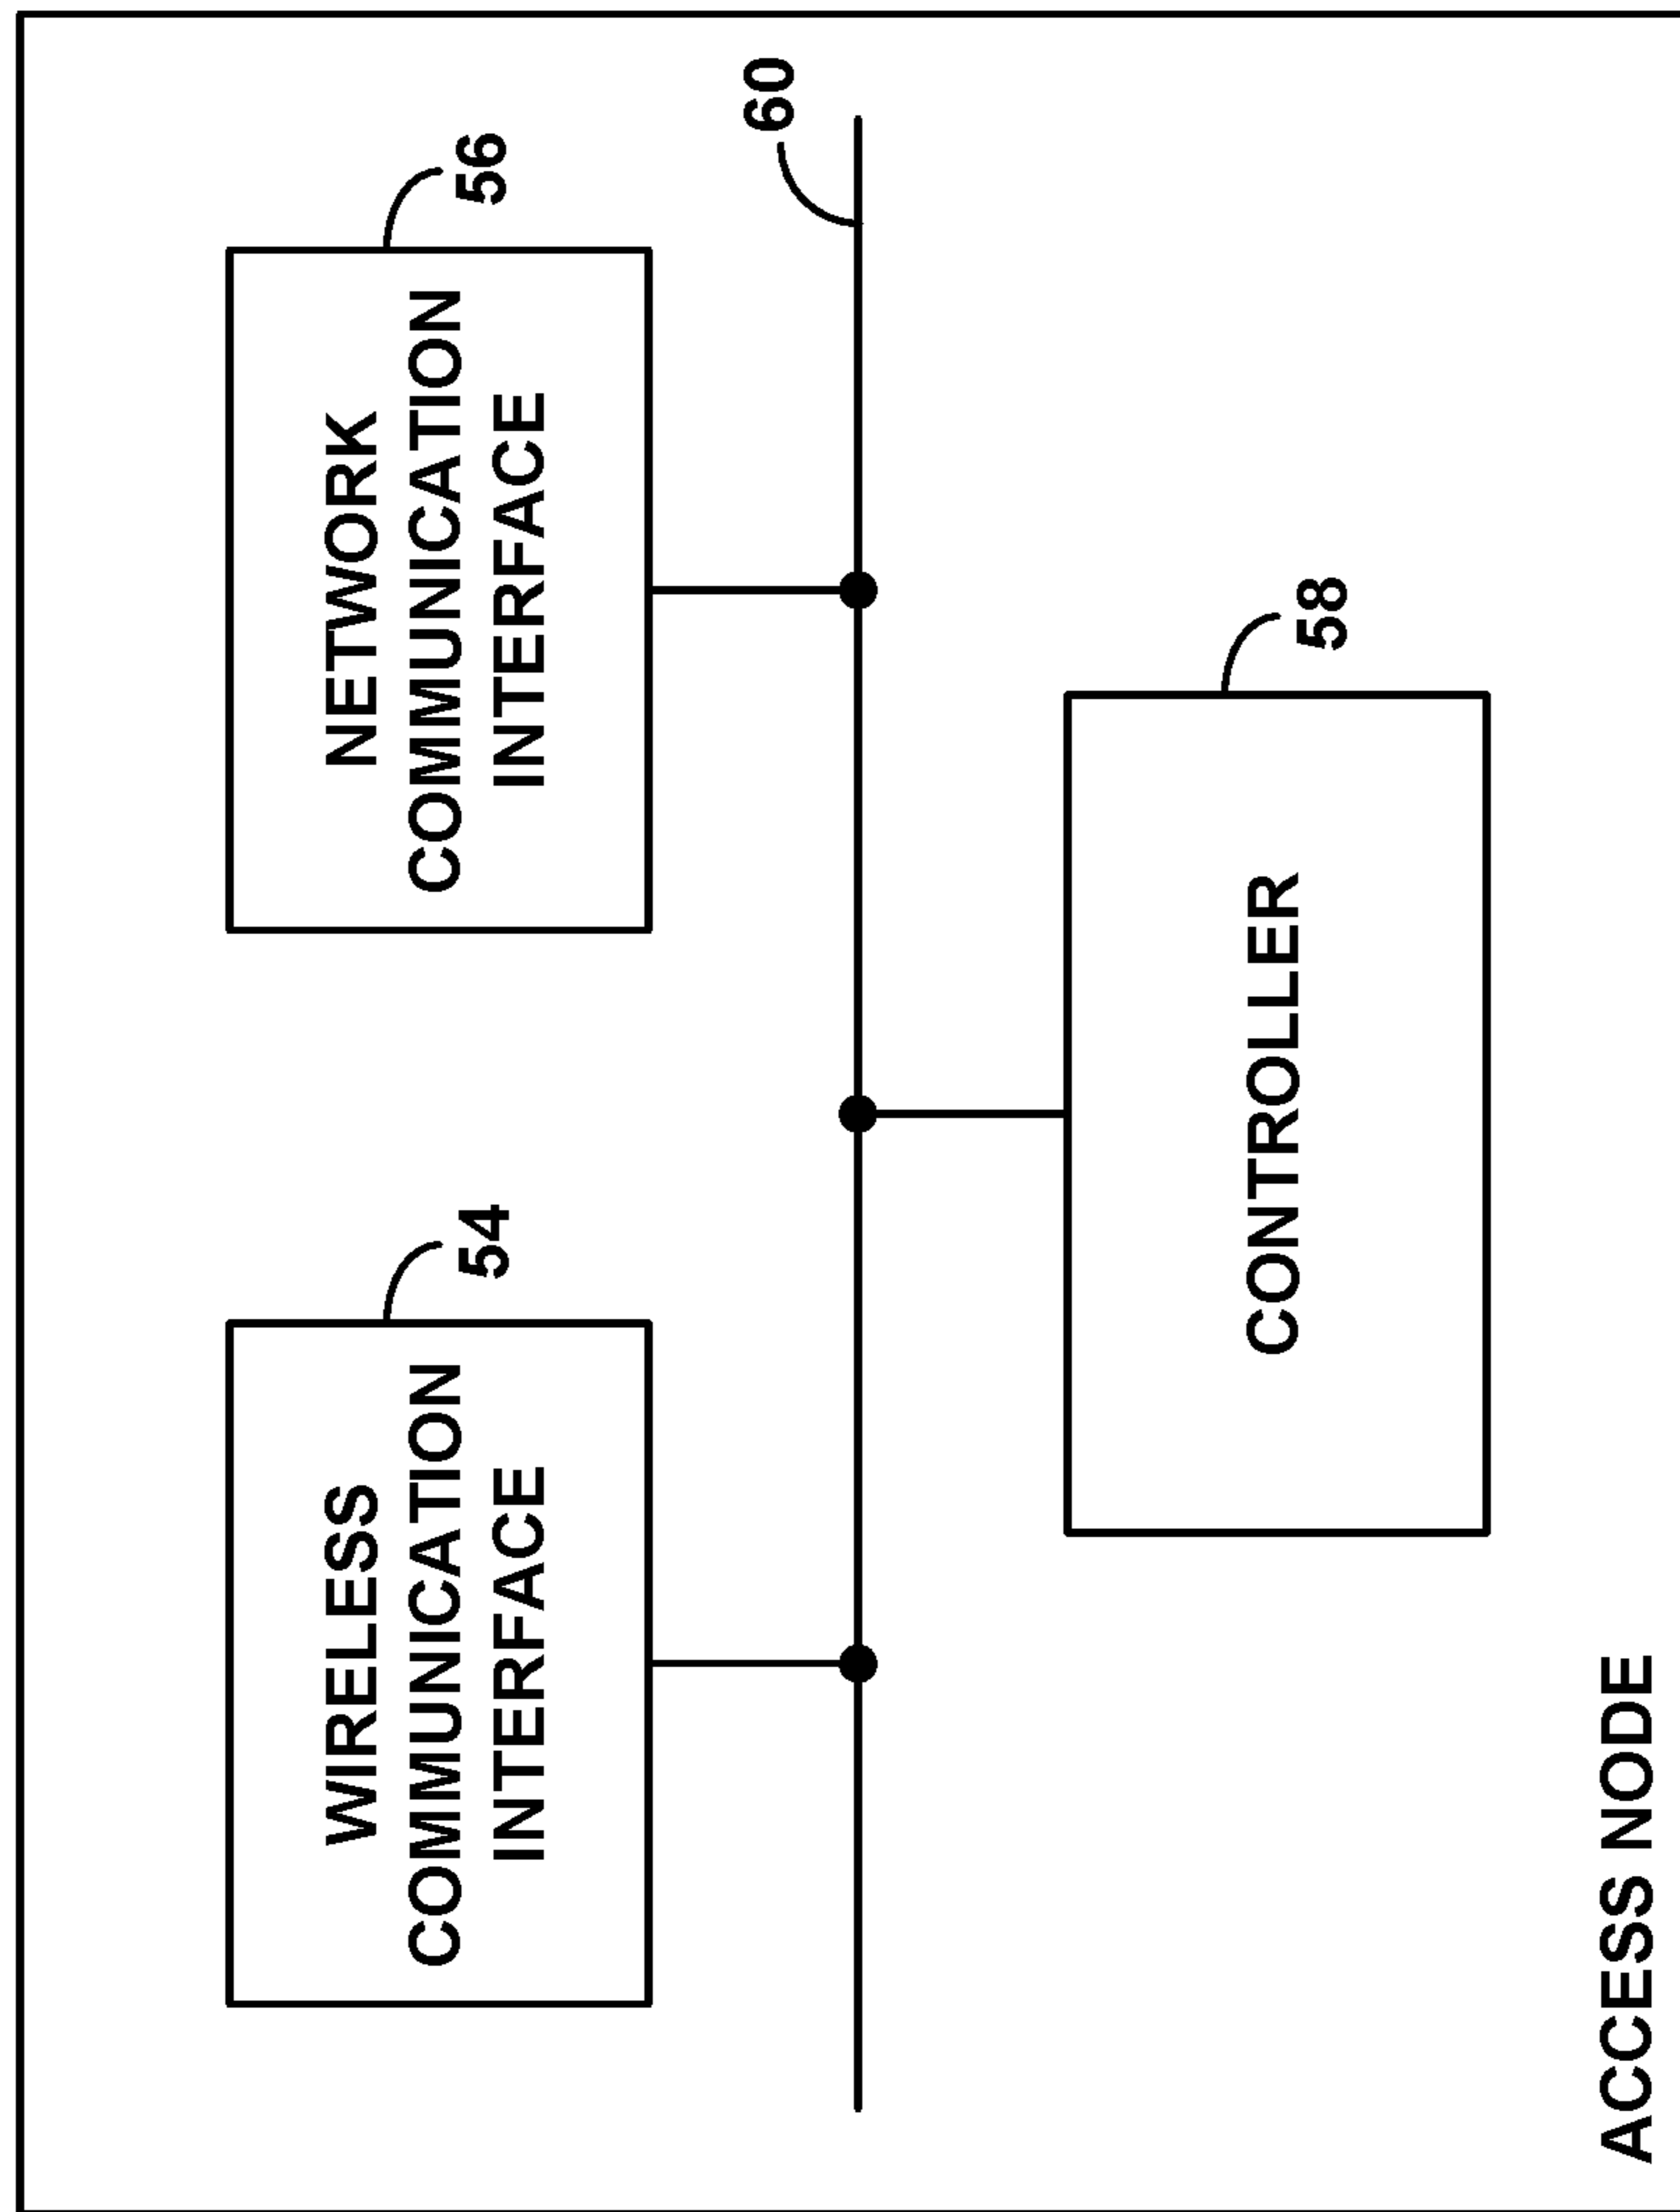 WIRELESS
COMMUNICATION
INTERFACE
54
NETWORK
COMMUNICATION
INTERFACE
56
60
58
CONTROLLER
ACCESS NODE